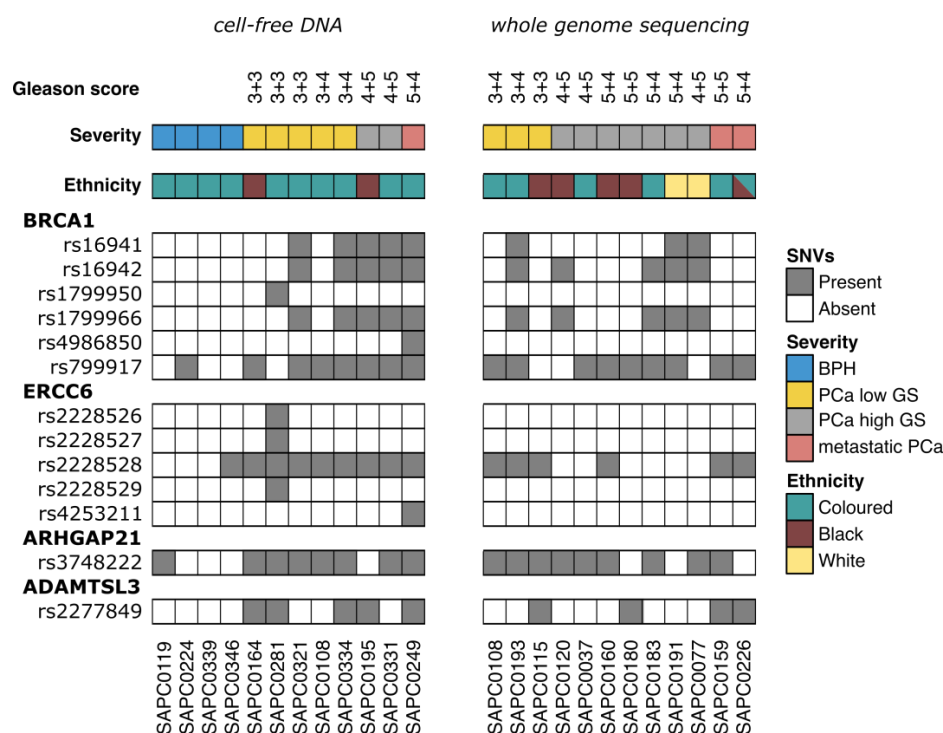 cell-free DNA whole genome sequencing
Gleason score 3+3 3+3 3+4 3+4 3+4 4+5 4+5 5+4 3+4 3+4 3+3 4+5 4+5 5+4 5+5 5+4 5+4 4+5 5+4 5+4
Severity
Ethnicity
BRCA1
rs16941
rs16942
rs1799950
rs1799966
rs4986850
rs799917
ERCC6
rs2228526
rs2228527
rs2228528
rs2228529
rs4253211
ARHGAP21
rs3748222
ADAMTSL3
rs2277849
SAPC0119 SAPC0224 SAPC0339 SAPC0346 SAPC0164 SAPC0281 SAPC0321 SAPC0108 SAPC0334 SAPC0195 SAPC0331 SAPC0249 SAPC0108 SAPC0193 SAPC0115 SAPC0120 SAPC0037 SAPC0160 SAPC0180 SAPC0183 SAPC0191 SAPC0077 SAPC0159 SAPC0226
SNVs
Present
Absent
Severity
BPH
PCa low GS
PCa high GS
metastatic PCa
Ethnicity
Coloured
Black
White